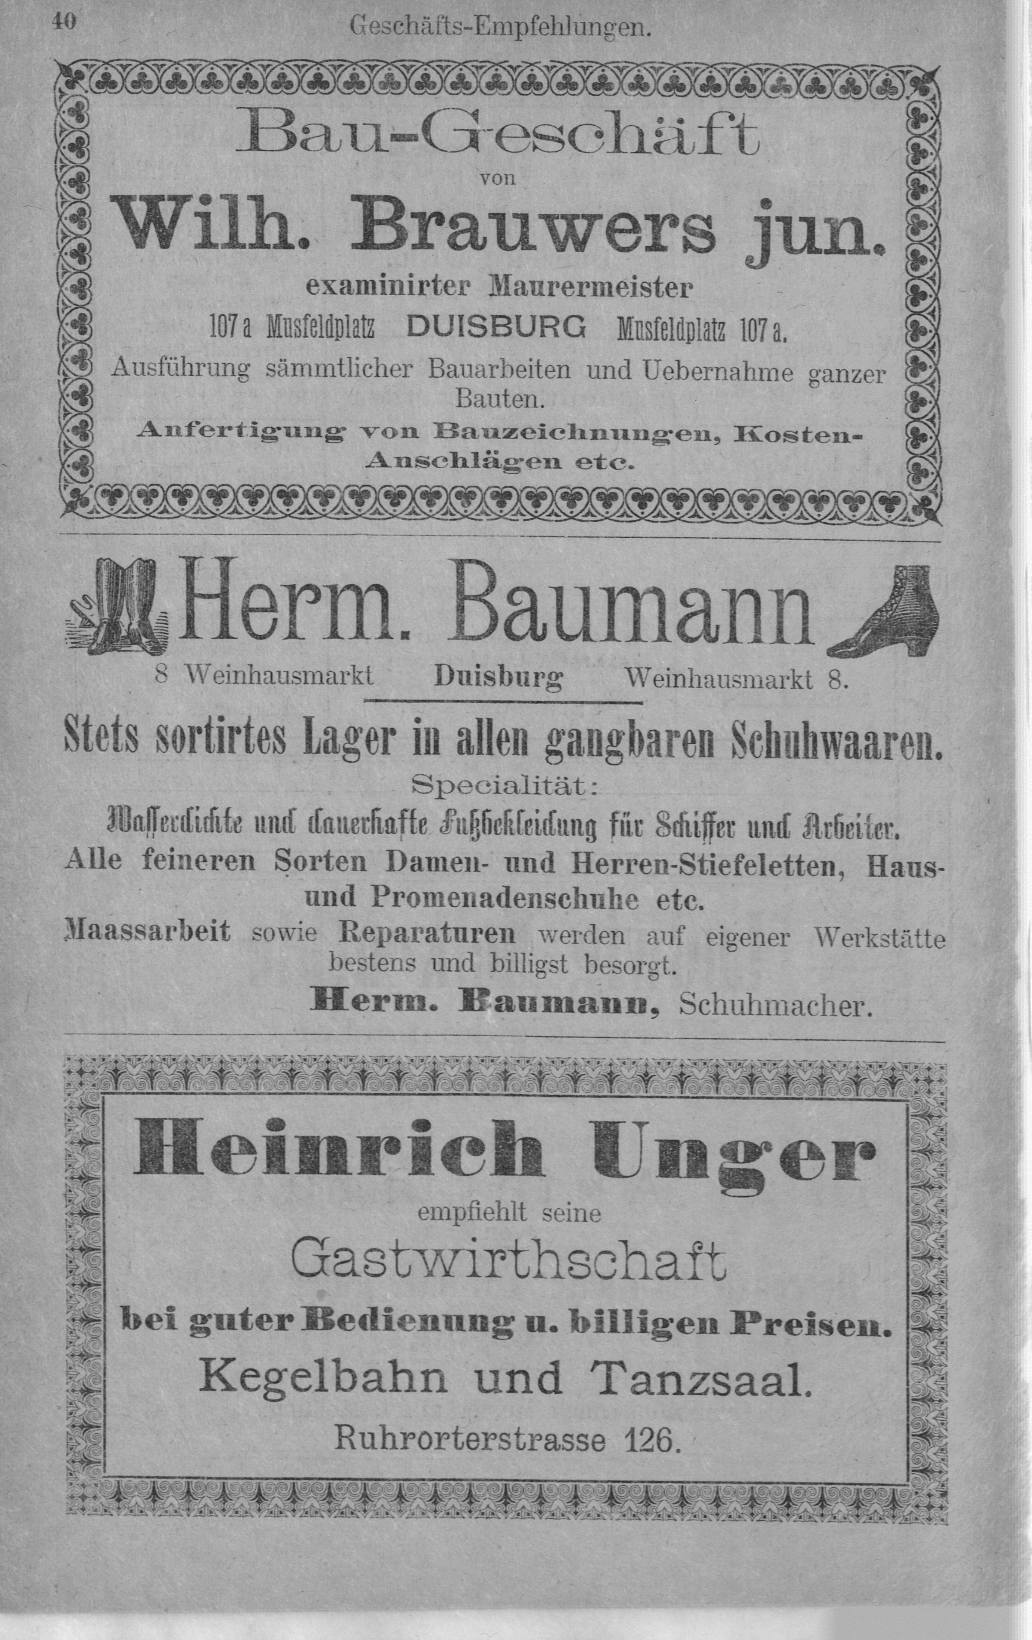 40
Geschäfts-Empfehlungen.
Bau-Geschäft
von
Wilh. Brauwers jun.
examinirter Maurermeister
107a Musfeldplatz DUISBURG Musfeldplatz 107a.
Ausführung sämmtlicher Bauarbeiten und Uebernahme ganzer
Bauten.
Anfertigung von Bauzeichnungen, Kosten-
Anschlägen etc.
Herm. Baumann
8 Weinhausmarkt Duisburg Weinhausmarkt 8.
Stets sortirtes Lager in allen gangbaren Schuhwaaren.
Specialität:
Wasserdichte und dauerhafte Fußbekleidung für Schiffer und Arbeiter.
Alle feineren Sorten Damen- und Herren-Stiefeletten, Haus-
und Promenadenschuhe etc.
Maassarbeit sowie Reparaturen werden auf eigener Werkstätte
bestens und billigst besorgt.
Herm. Baumann, Schuhmacher.
Heinrich Unger
empfiehlt seine
Gastwirthschaft
bei guter Bedienung u. billigen Preisen.
Kegelbahn und Tanzsaal.
Ruhrorterstrasse 126.